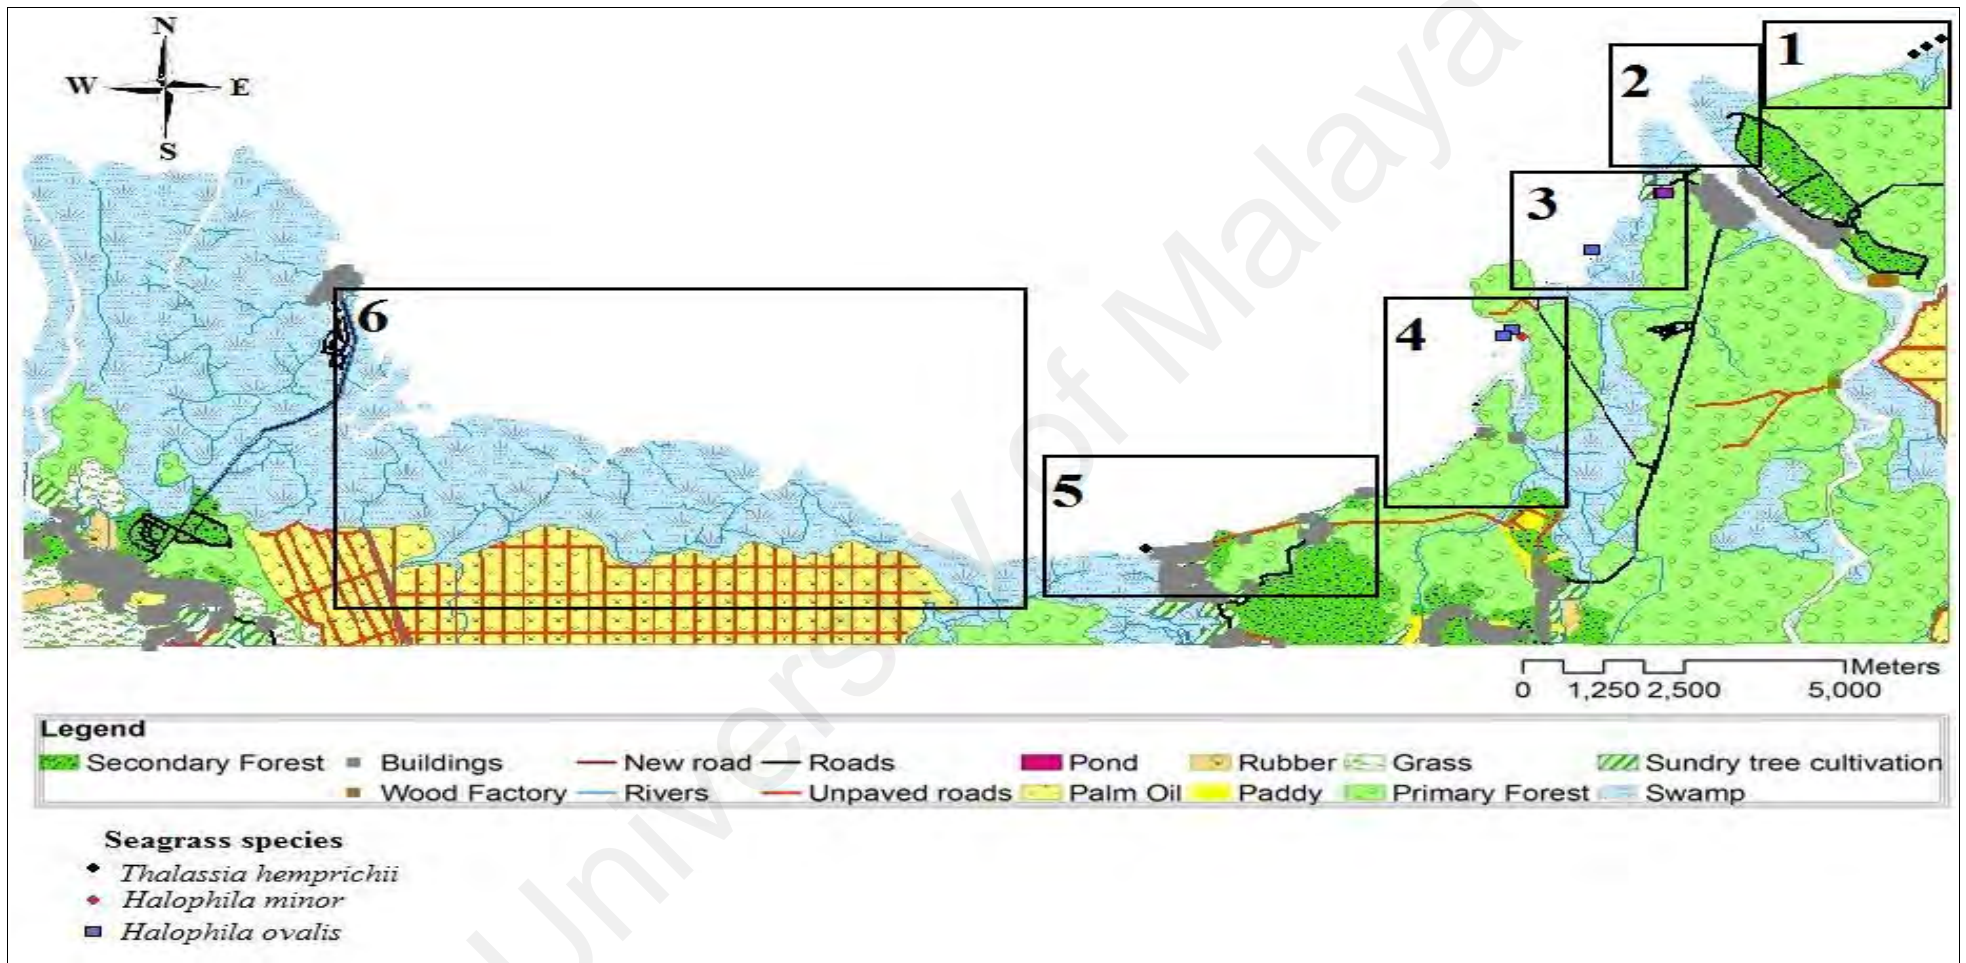 N
W E
S
1
2
3
4
5
6
Meters
0 1,250 2,500 5,000
Legend
Secondary Forest Buildings New road Roads Pond Rubber Grass Sundry tree cultivation
Wood Factory Rivers Unpaved roads Palm Oil Paddy Primary Forest Swamp
Seagrass species
Thalassia hemprichii
Halophila minor
Halophila ovalis
University of Malaya